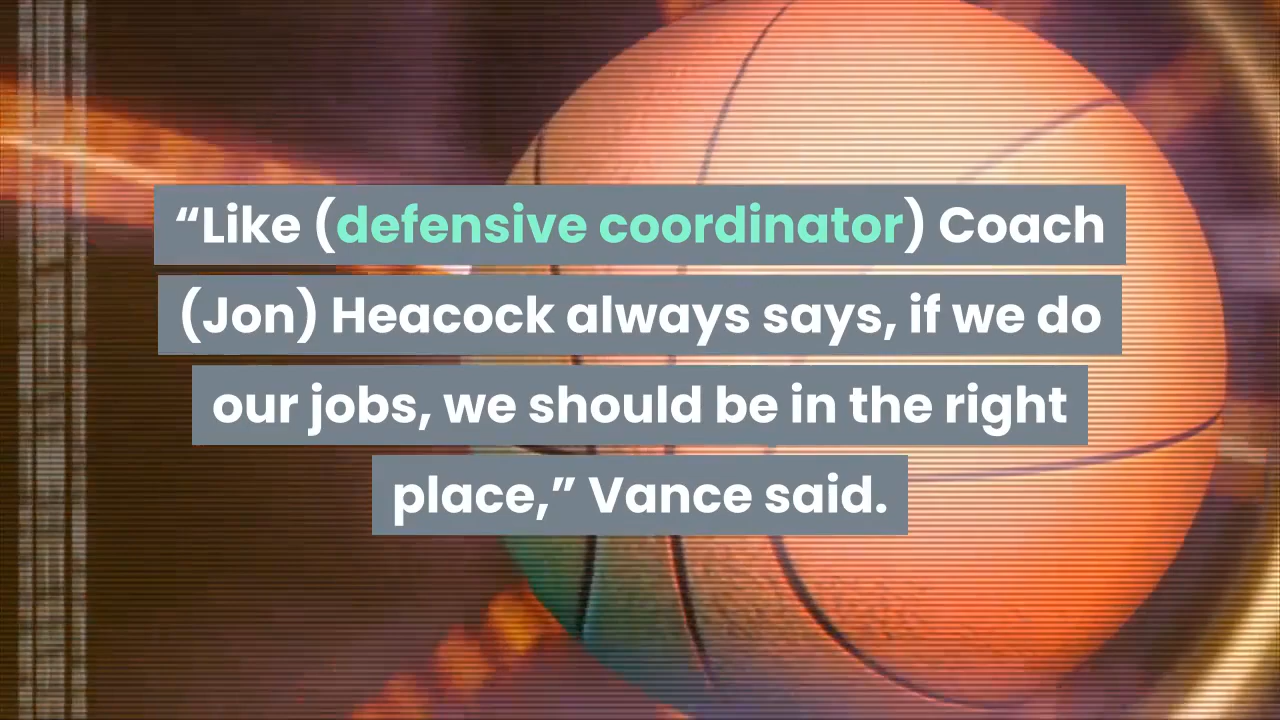 “Like (defensive coordinator) Coach
(Jon) Heacock always says, if we do
our jobs, we should be in the right
place,” Vance said.